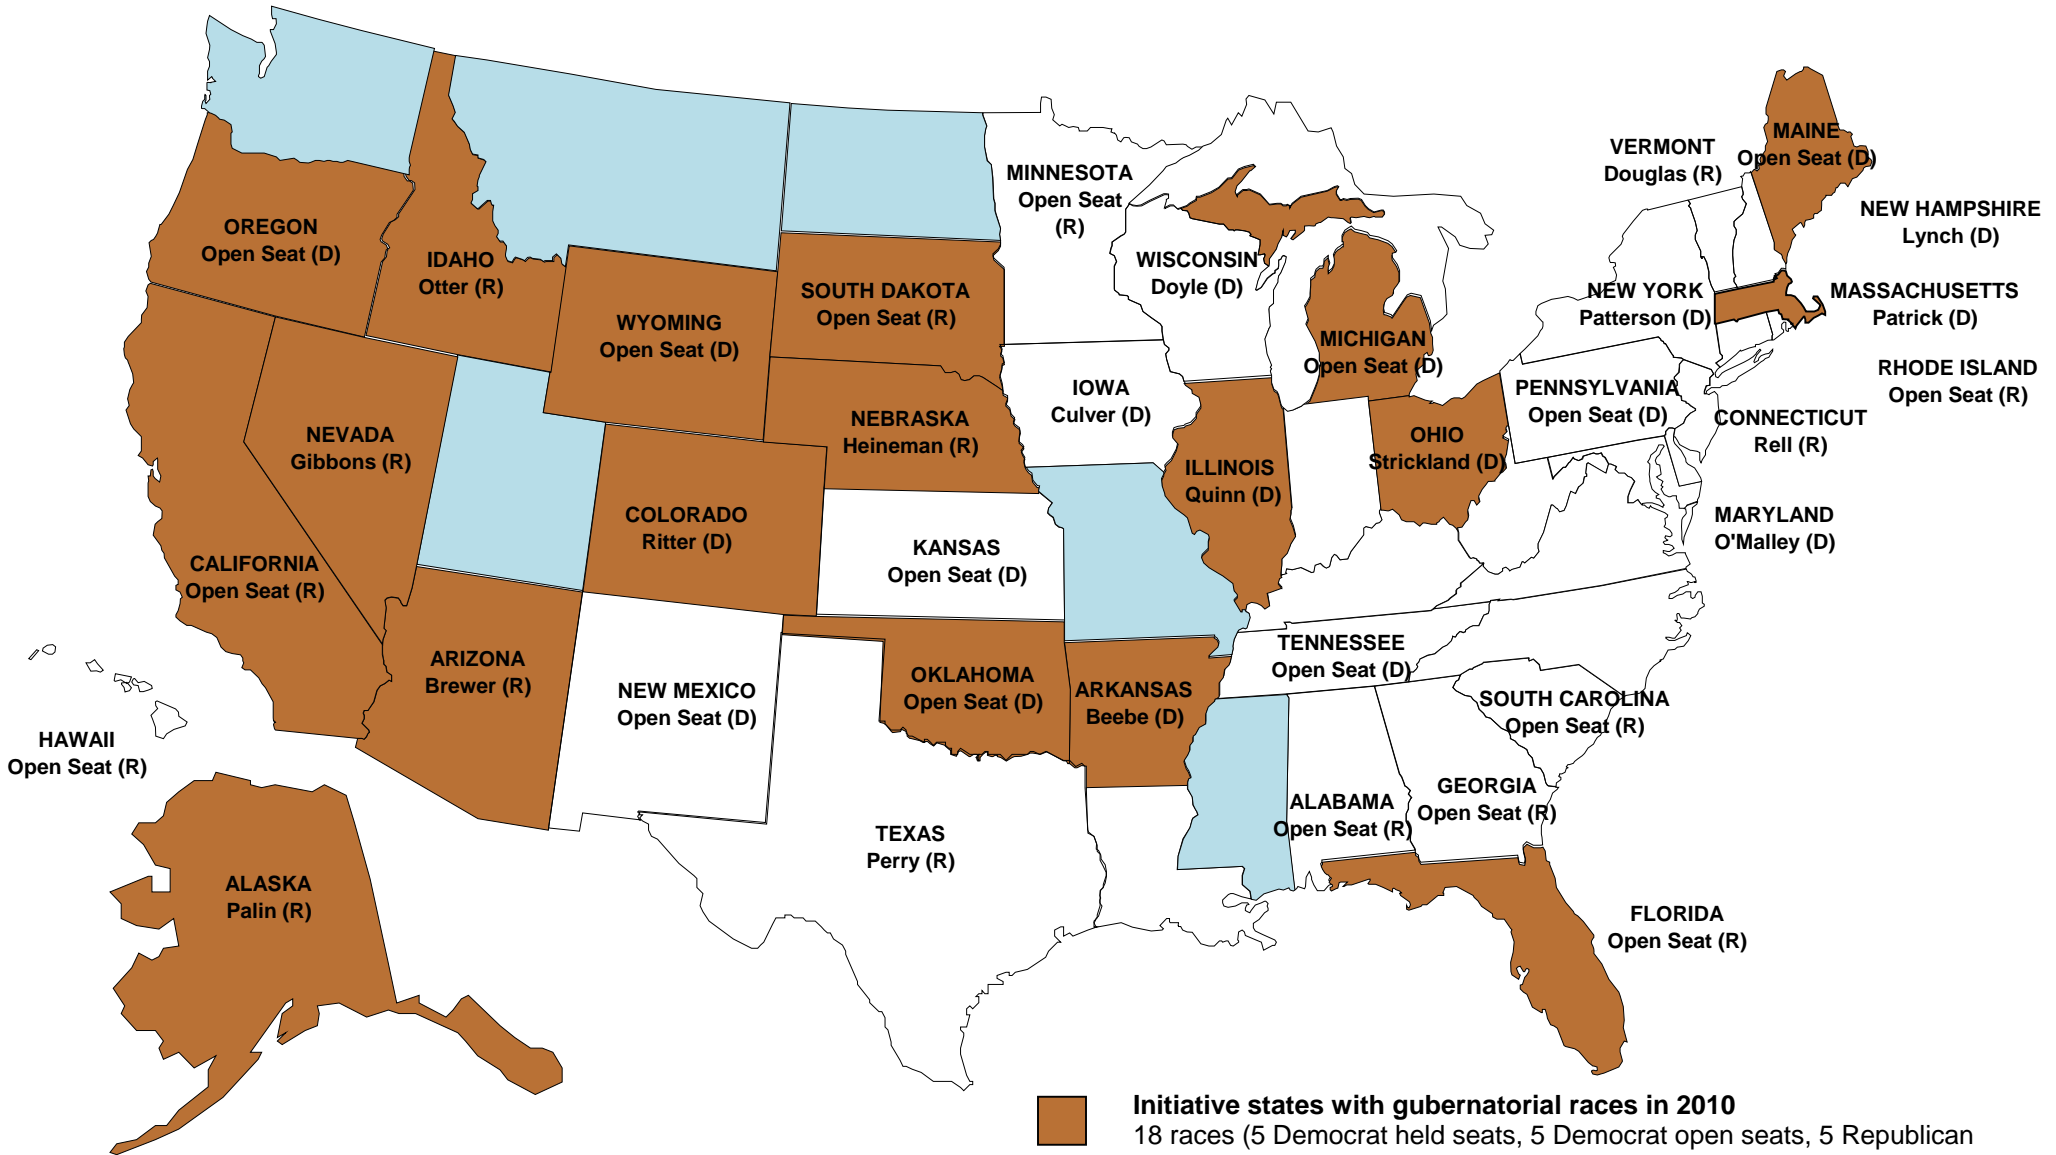 MAINE
Open Seat (D)
VERMONT
Douglas (R)
MINNESOTA
Open Seat
(R)
NEW HAMPSHIRE
Lynch (D)
OREGON
Open Seat (D)
IDAHO
Otter (R)
WISCONSIN
Doyle (D)
SOUTH DAKOTA
Open Seat (R)
NEW YORK
Patterson (D)
MASSACHUSETTS
Patrick (D)
WYOMING
Open Seat (D)
MICHIGAN
Open Seat (D)
RHODE ISLAND
Open Seat (R)
IOWA
Culver (D)
PENNSYLVANIA
Open Seat (D)
NEBRASKA
Heineman (R)
CONNECTICUT
Rell (R)
NEVADA
Gibbons (R)
OHIO
Strickland (D)
ILLINOIS
Quinn (D)
COLORADO
Ritter (D)
MARYLAND
O'Malley (D)
KANSAS
Open Seat (D)
CALIFORNIA
Open Seat (R)
TENNESSEE
Open Seat (D)
ARIZONA
Brewer (R)
OKLAHOMA
Open Seat (D)
NEW MEXICO
Open Seat (D)
ARKANSAS
Beebe (D)
SOUTH CAROLINA
Open Seat (R)
HAWAII
Open Seat (R)
GEORGIA
Open Seat (R)
ALABAMA
Open Seat (R)
TEXAS
Perry (R)
ALASKA
Palin (R)
FLORIDA
Open Seat (R)
Initiative states with gubernatorial races in 2010
18 races (5 Democrat held seats, 5 Democrat open seats, 5 Republican